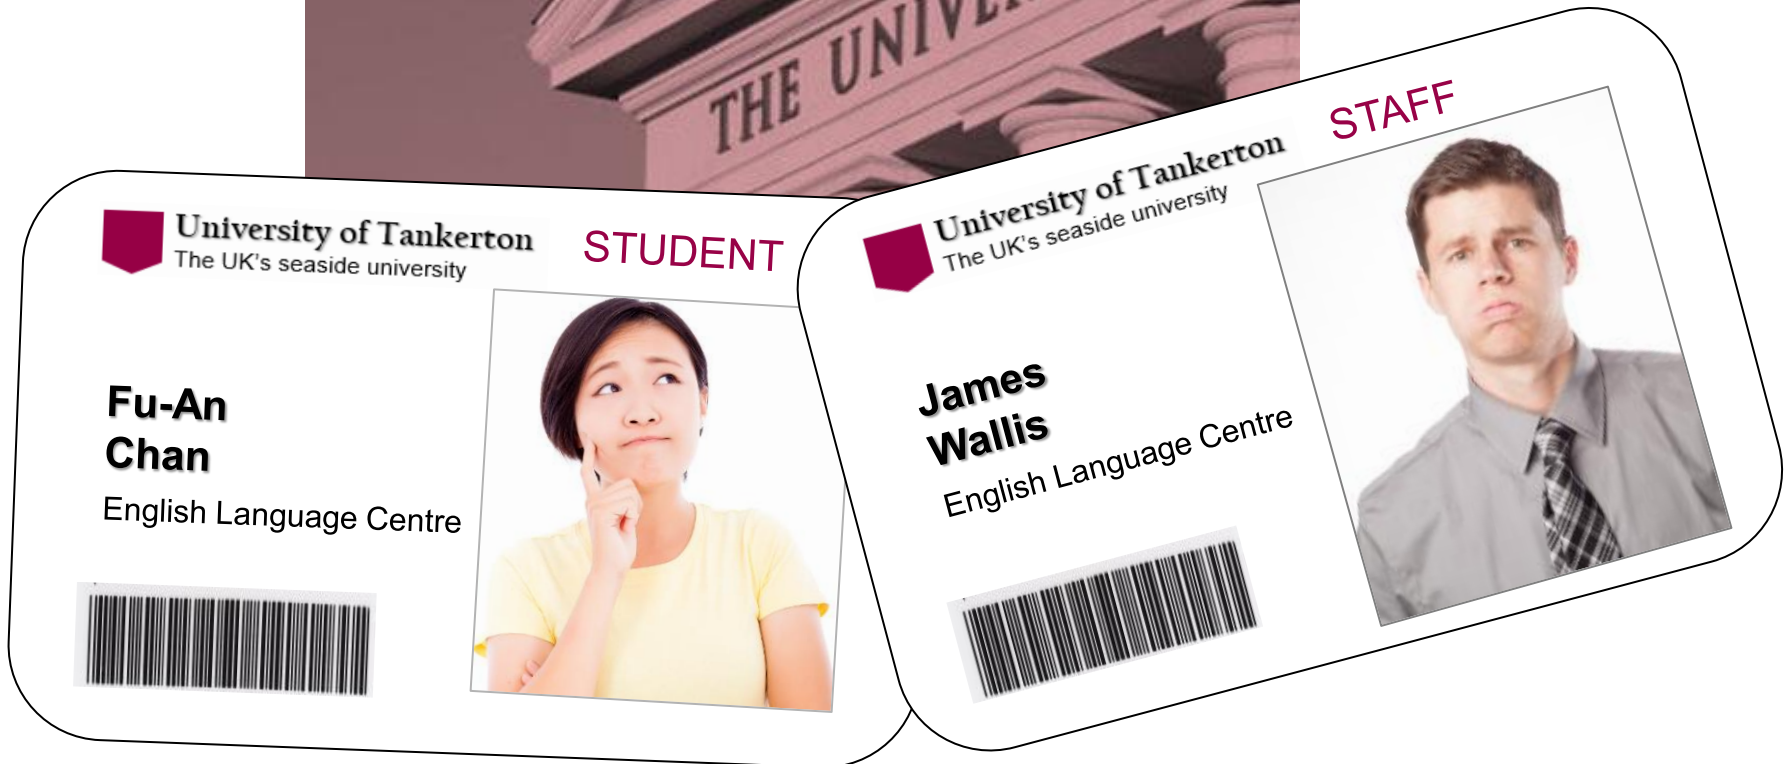 THE UNIVER
University of Tankerton
The UK's seaside university
STUDENT
Fu-An
Chan
English Language Centre
University of Tankerton
The UK's seaside university
STAFF
James
Wallis
English Language Centre